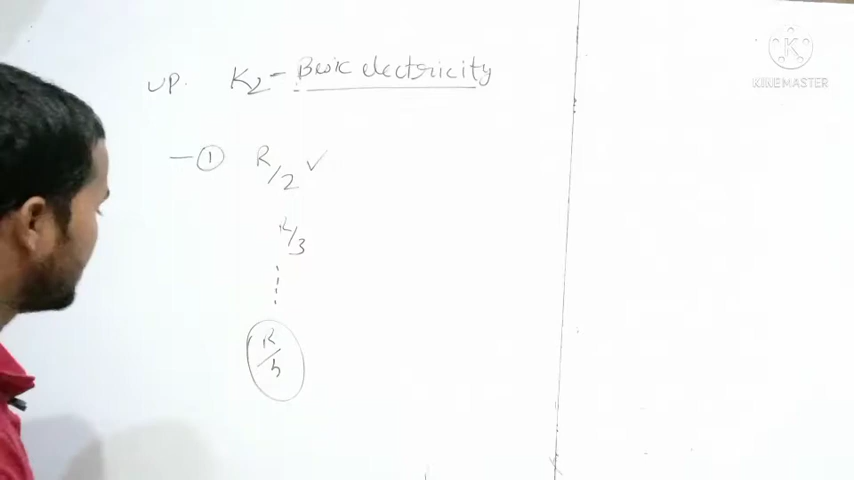 UP. K2 - Basic electricity
K
KINEMASTER
— ① R/2 ✓
R/3
R/n